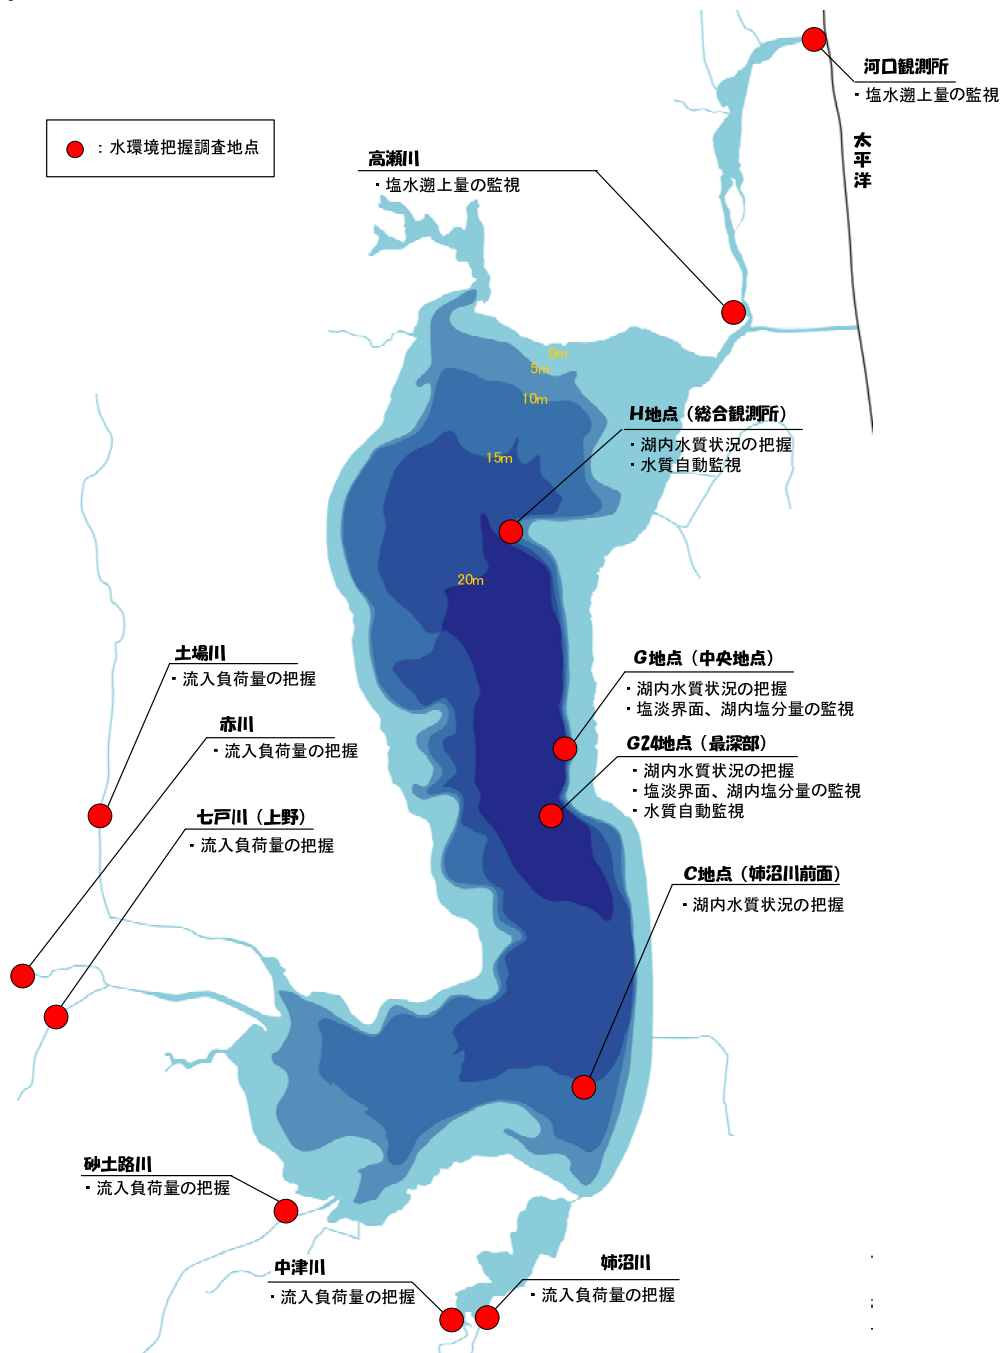 河口観測所
・塩水遡上量の監視
太平洋
：水環境把握調査地点
高瀬川
・塩水遡上量の監視
0m
5m
10m
15m
20m
H地点（総合観測所）
・湖内水質状況の把握
・水質自動監視
土場川
・流入負荷量の把握
G地点（中央地点）
・湖内水質状況の把握
・塩淡界面、湖内塩分量の監視
赤川
・流入負荷量の把握
G24地点（最深部）
・湖内水質状況の把握
・塩淡界面、湖内塩分量の監視
・水質自動監視
七戸川（上野）
・流入負荷量の把握
C地点（姉沼川前面）
・湖内水質状況の把握
砂土路川
・流入負荷量の把握
中津川
・流入負荷量の把握
姉沼川
・流入負荷量の把握